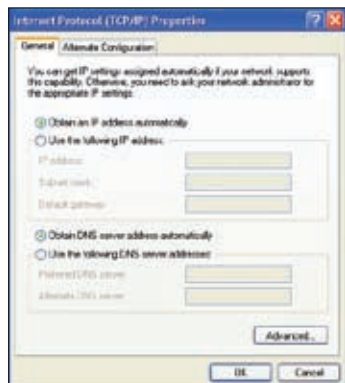 Internet Protocol (TCP/IP) Properties
General
Alternate Configuration
You can get IP settings assigned automatically if your network supports
this capability. Otherwise, you need to ask your network administrator for
the appropriate IP settings.
Obtain an IP address automatically
Use the following IP address:
IP address:
Subnet mask:
Default gateway:
Obtain DNS server address automatically
Use the following DNS server addresses:
Preferred DNS server:
Alternate DNS server:
Advanced...
OK
Cancel